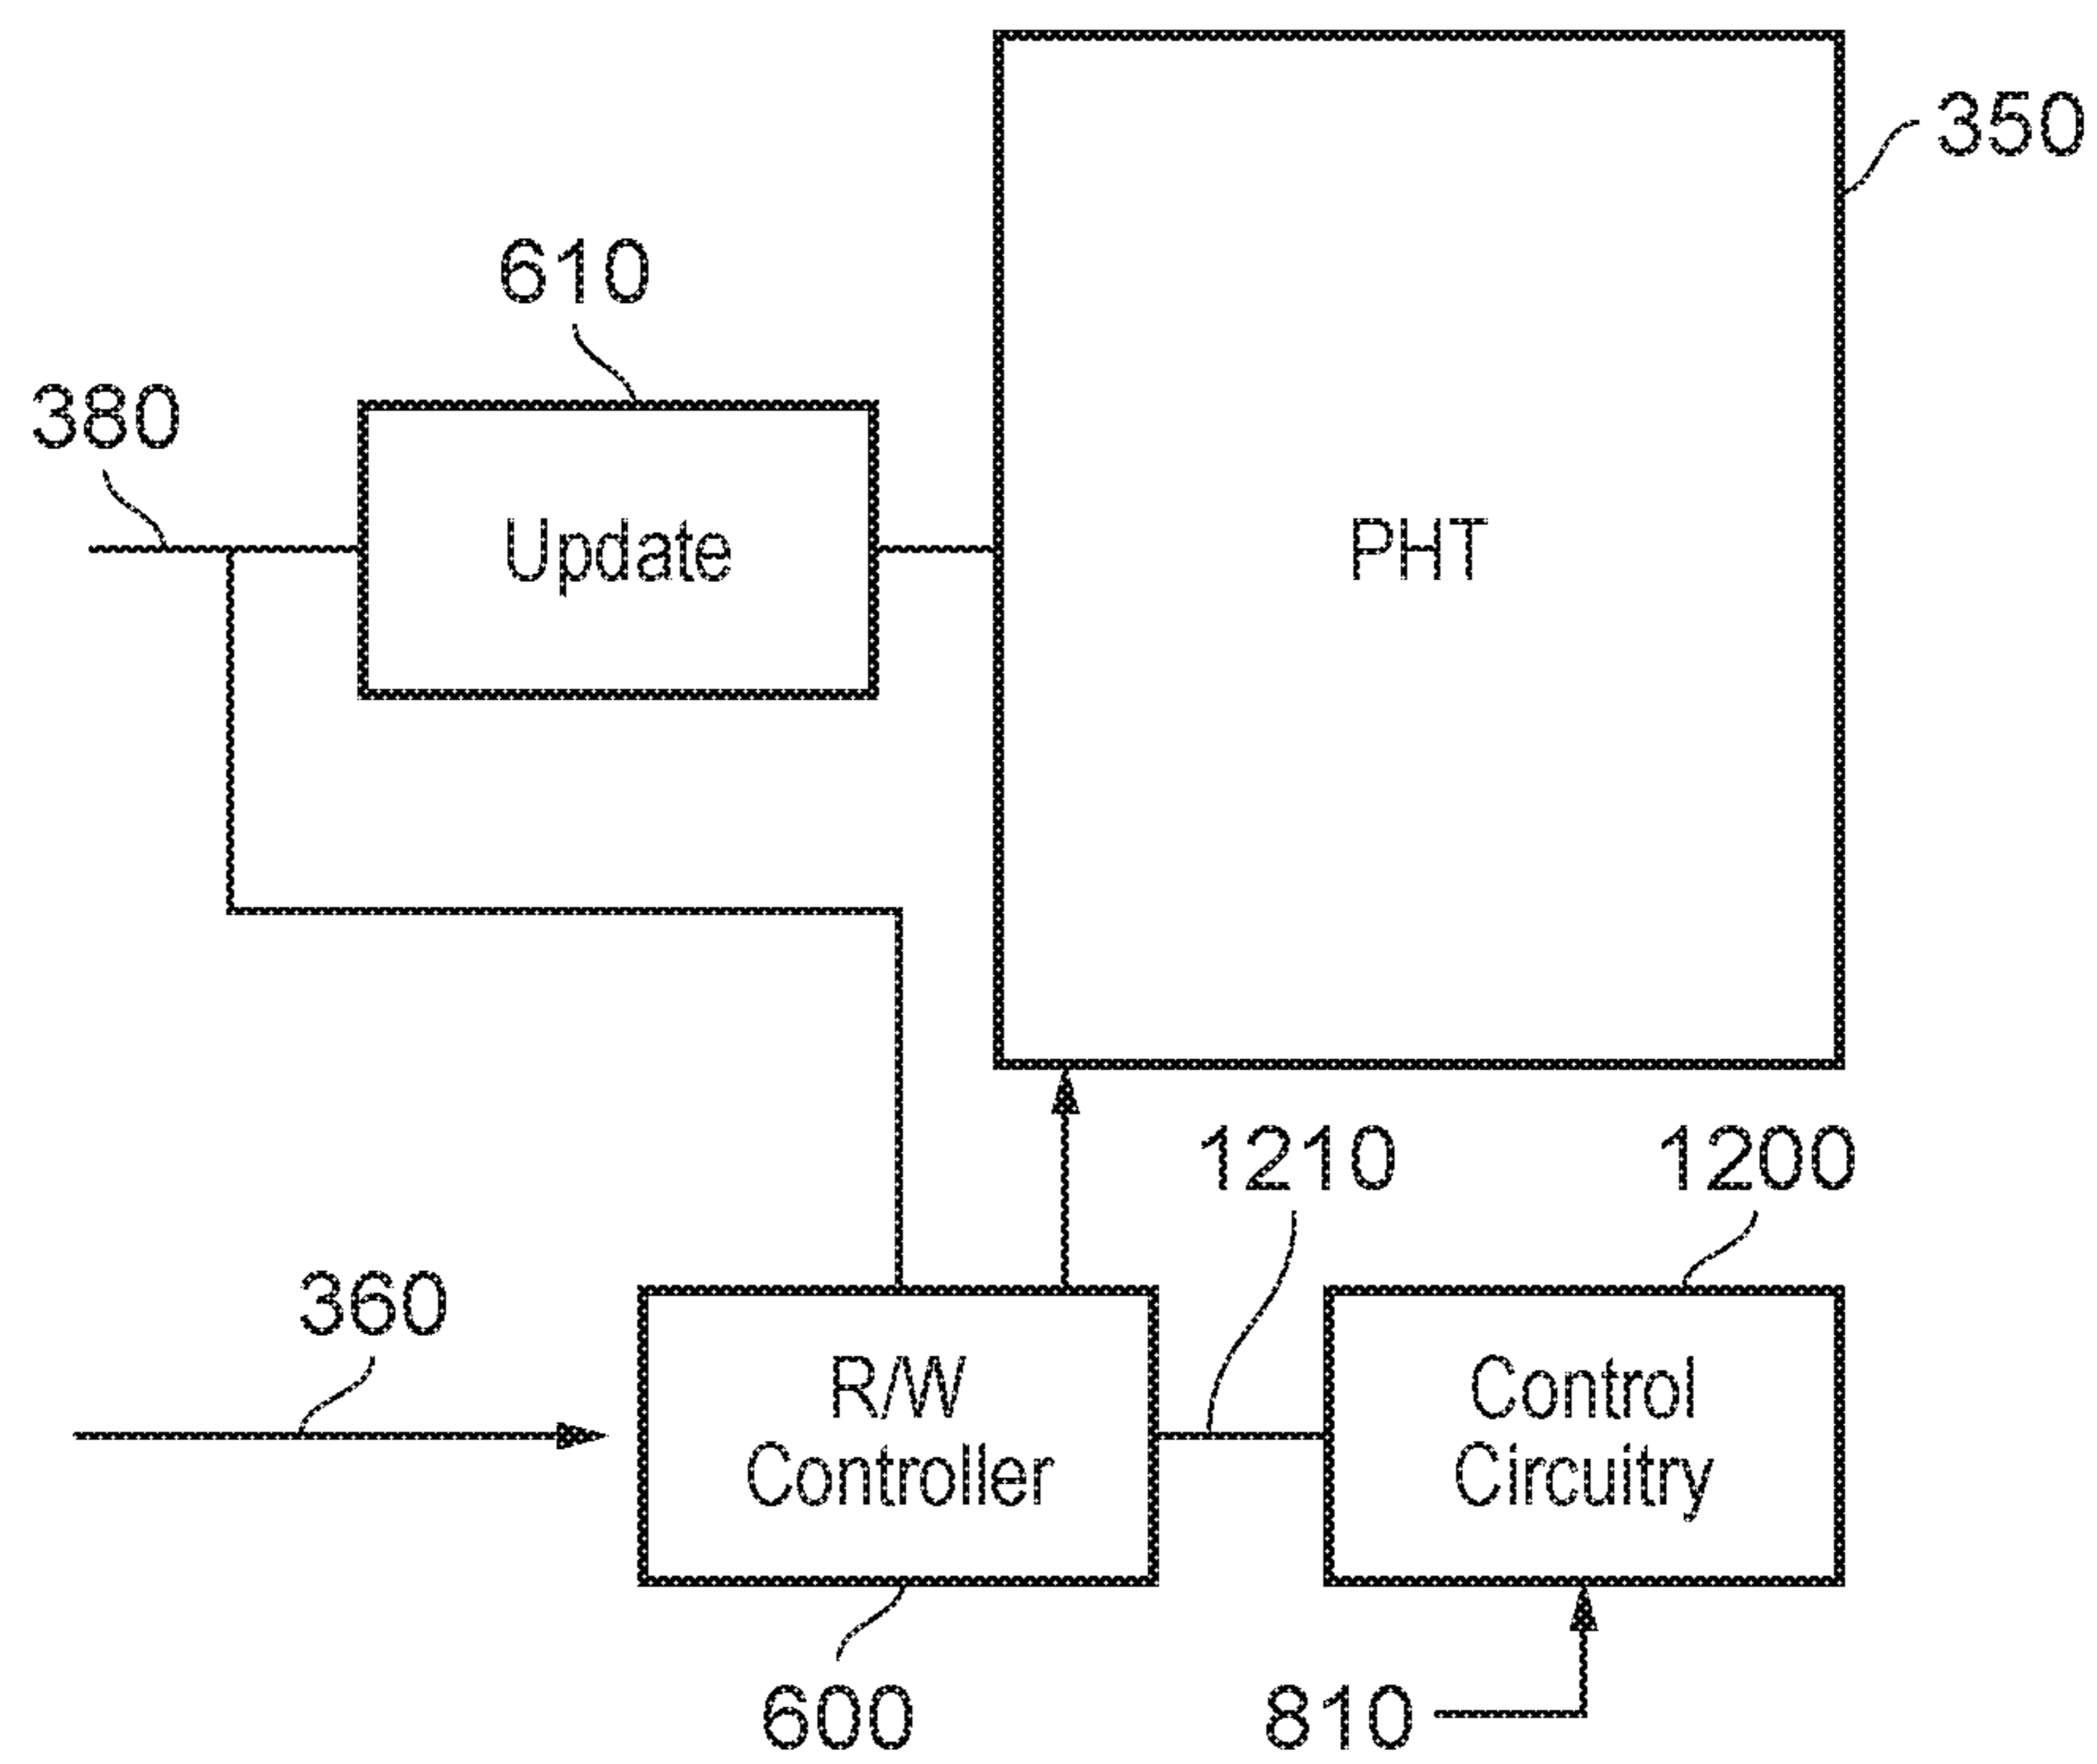 350
610
380
Update
PHT
1210
1200
360
R/W
Controller
Control
Circuitry
600
810